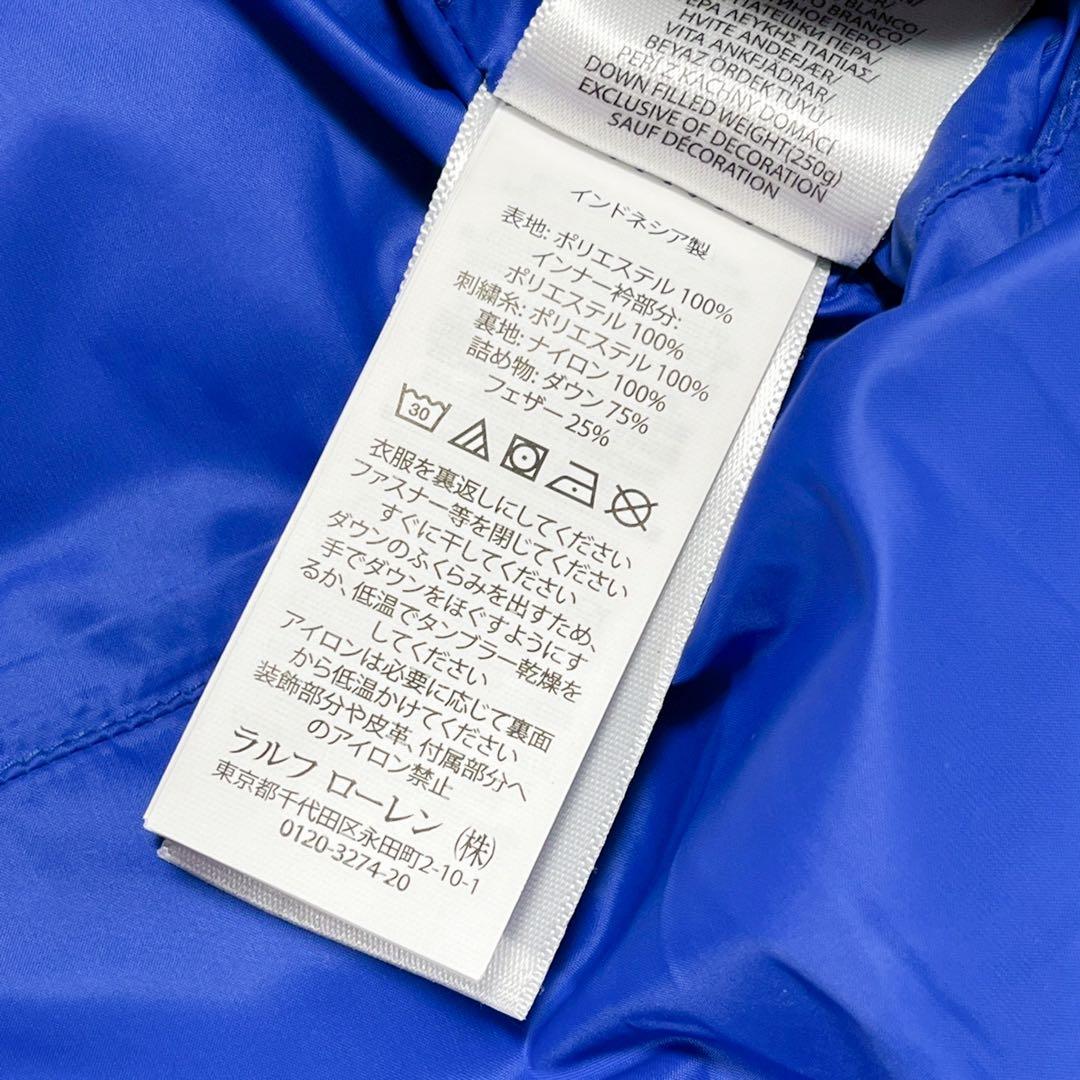 BLANCO/
BRANCO/
ПЕРО/
ΛΕΥΚΗΣ ΠΑΠΙΑΣ/
HVITE ANDEFJÆR/
VITA ANKFJÄDRAR/
BEYAZ ÖRDEK TÜYÜ/
PEŘÍ Z KACHNY DOMÁCÍ
DOWN FILLED WEIGHT(250g)
EXCLUSIVE OF DECORATION
SAUF DÉCORATION
インドネシア製
表地: ポリエステル 100%
インナー衿部分:
ポリエステル 100%
刺繍糸: ポリエステル 100%
裏地: ナイロン 100%
詰め物: ダウン 75%
フェザー 25%
30
衣服を裏返しにしてください
ファスナー等を閉じてください
すぐに干してください
ダウンのふくらみを出すため、
手でダウンをほぐすようにす
るか、低温でタンブラー乾燥を
してください
アイロンは必要に応じて裏面
から低温かけてください
装飾部分や皮革、付属部分へ
のアイロン禁止
ラルフ ローレン (株)
東京都千代田区永田町2-10-1
0120-3274-20